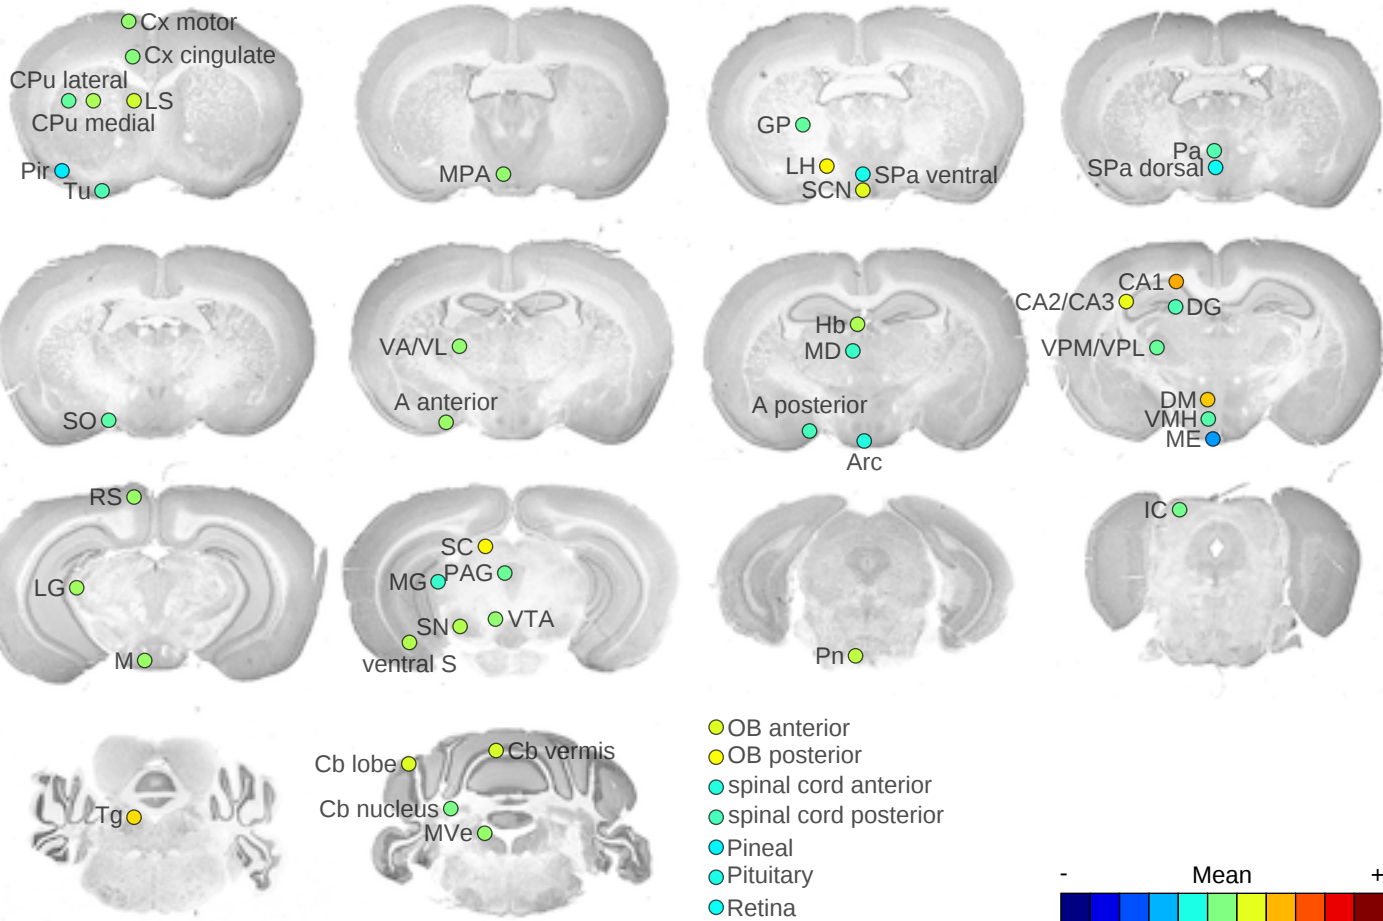 Cx motor
Cx cingulate
CPu lateral
LS
CPu medial
Pir
Tu
MPA
GP
LH
SPa ventral
SCN
Pa
SPa dorsal
SO
VA/VL
A anterior
Hb
MD
A posterior
Arc
CA1
CA2/CA3
DG
VPM/VPL
DM
VMH
ME
RS
LG
M
SC
PAG
MG
VTA
SN
ventral S
Pn
IC
Tg
Cb lobe
Cb vermis
Cb nucleus
MVe
OB anterior
OB posterior
spinal cord anterior
spinal cord posterior
Pineal
Pituitary
Retina
- Mean +